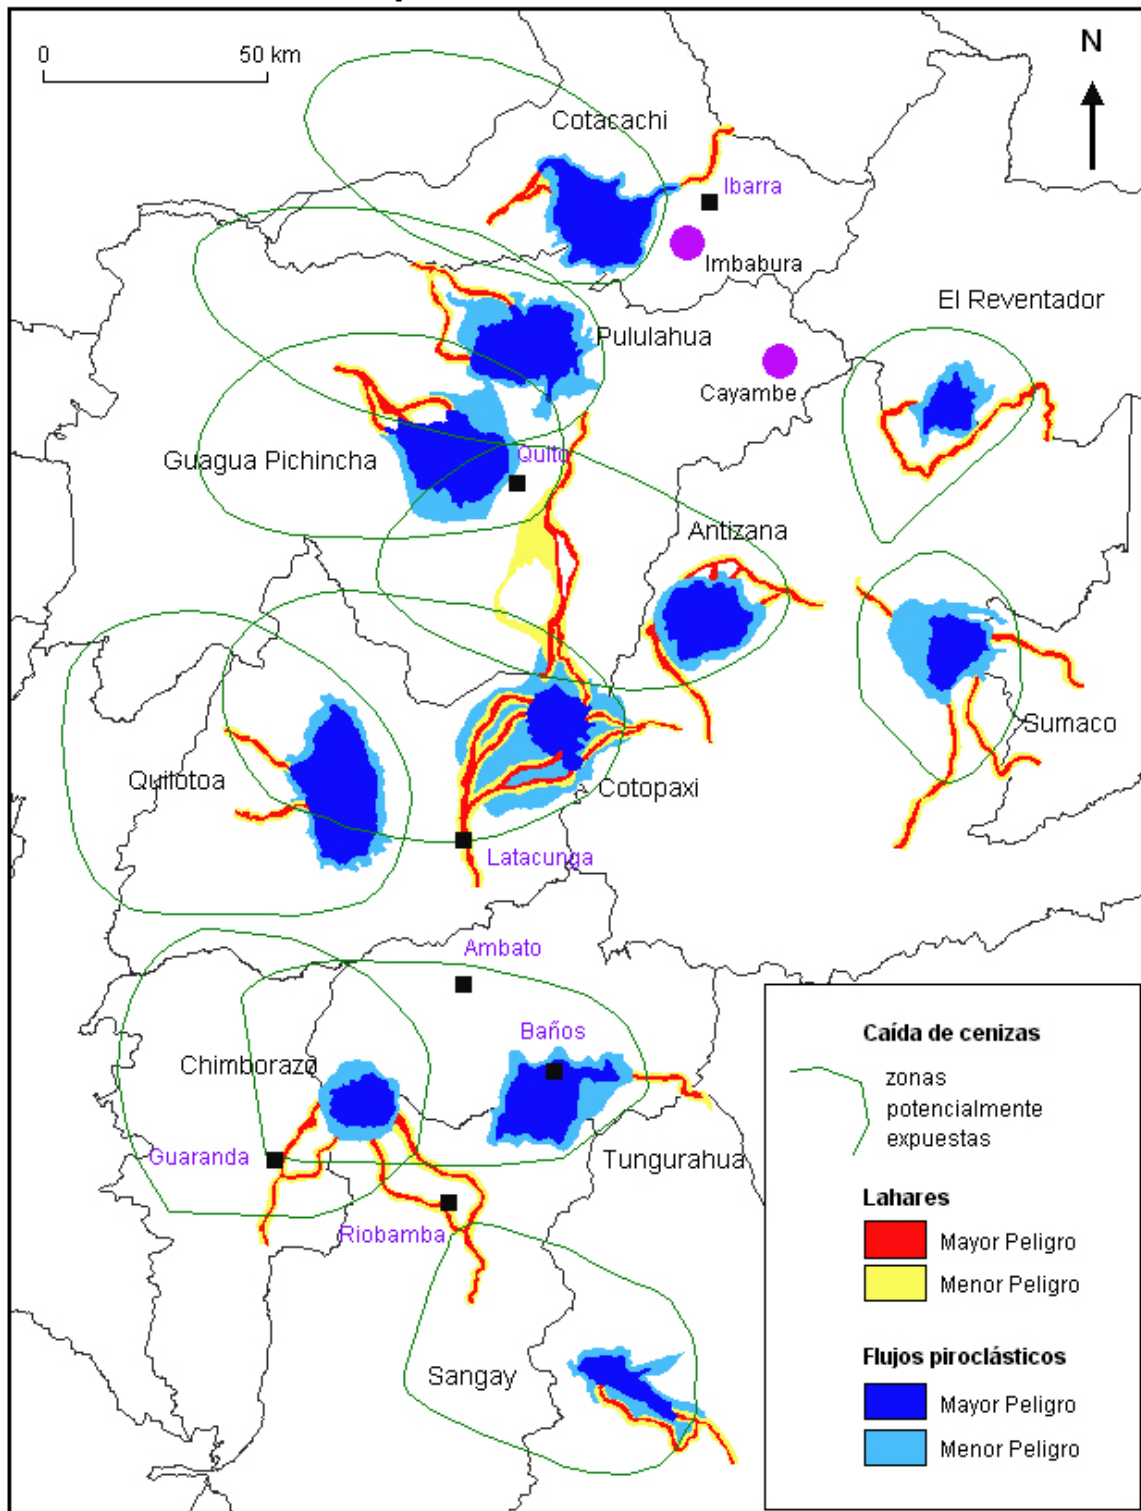 0
50 km
N
Cotacachi
Ibarra
Imbabura
El Reventador
Pululahua
Cayambe
Guagua Pichincha
Quito
Antizana
Sumaco
Quilotoa
Cotopaxi
Latacunga
Ambato
Baños
Chimborazo
Guaranda
Tungurahua
Riobamba
Sangay
Caída de cenizas
zonas
potencialmente
expuestas
Lahares
Mayor Peligro
Menor Peligro
Flujos piroclásticos
Mayor Peligro
Menor Peligro